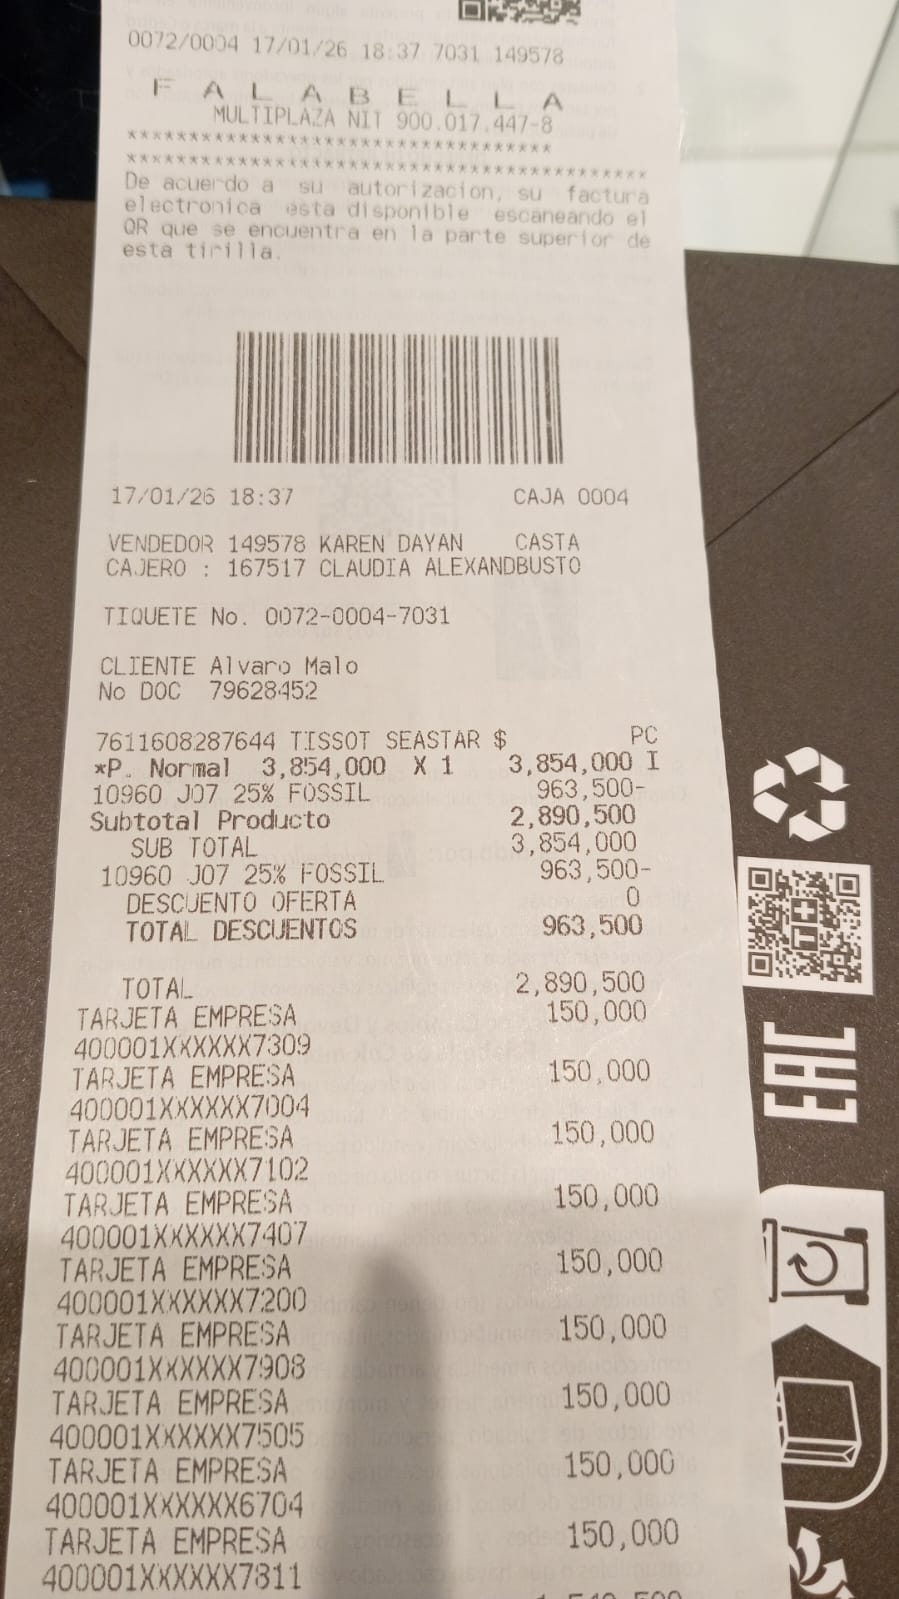 0072/0004 17/01/26 18:37 7031 149578
F A L A B E L L A
MULTIPLAZA NIT 900.017.447-8
**********************************
******************************************
De acuerdo a su autorizacion, su factura
electronica esta disponible escaneando el
QR que se encuentra en la parte superior de
esta tirilla.
17/01/26 18:37 CAJA 0004
VENDEDOR 149578 KAREN DAYAN CASTA
CAJERO : 167517 CLAUDIA ALEXANDBUSTO
TIQUETE No. 0072-0004-7031
CLIENTE Alvaro Malo
No DOC 79628452
7611608287644 TISSOT SEASTAR $ PC
*P. Normal 3,854,000 X 1 3,854,000 I
10960 J07 25% FOSSIL 963,500-
Subtotal Producto 2,890,500
SUB TOTAL 3,854,000
10960 J07 25% FOSSIL 963,500-
DESCUENTO OFERTA 0
TOTAL DESCUENTOS 963,500
TOTAL 2,890,500
TARJETA EMPRESA 150,000
400001XXXXXX7309
TARJETA EMPRESA 150,000
400001XXXXXX7004
TARJETA EMPRESA 150,000
400001XXXXXX7102
TARJETA EMPRESA 150,000
400001XXXXXX7407
TARJETA EMPRESA 150,000
400001XXXXXX7200
TARJETA EMPRESA 150,000
400001XXXXXX7908
TARJETA EMPRESA 150,000
400001XXXXXX7505
TARJETA EMPRESA 150,000
400001XXXXXX6704
TARJETA EMPRESA 150,000
400001XXXXXX7811
EAC